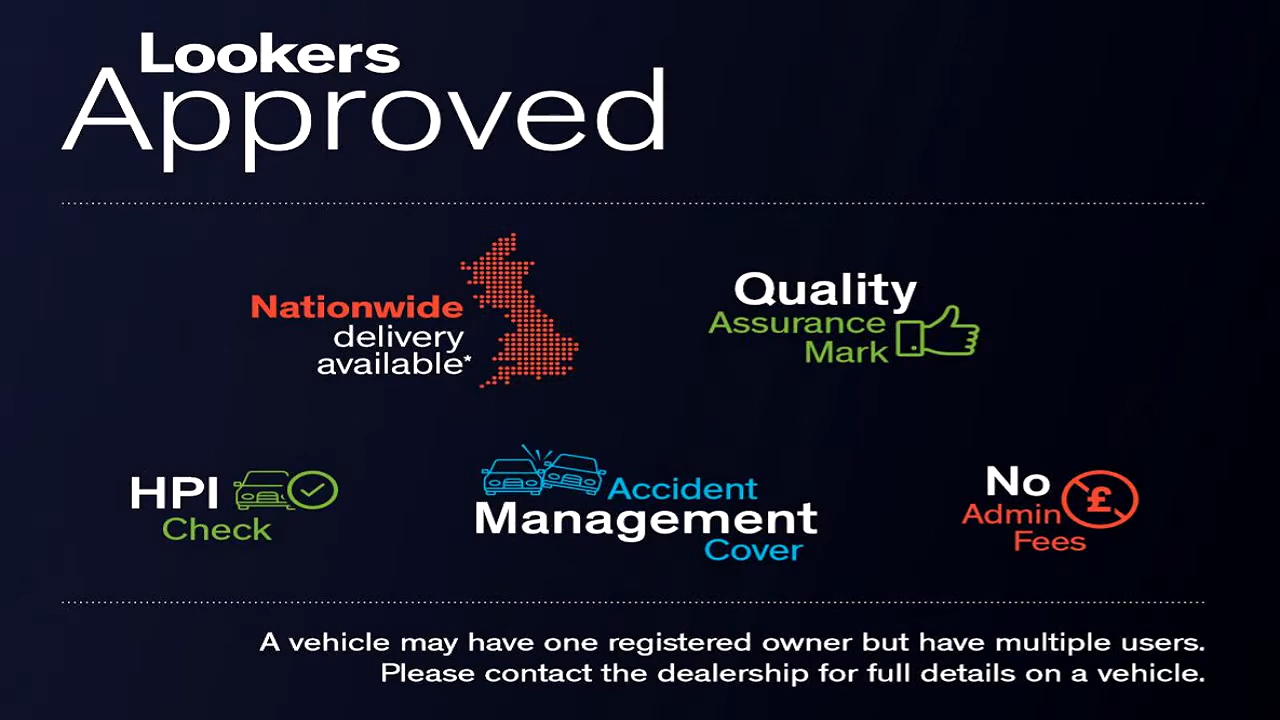 Lookers
Approved
Nationwide
delivery
available*
Quality
Assurance
Mark
HPI
Check
Accident
Management
Cover
No
Admin
Fees
£
A vehicle may have one registered owner but have multiple users.
Please contact the dealership for full details on a vehicle.